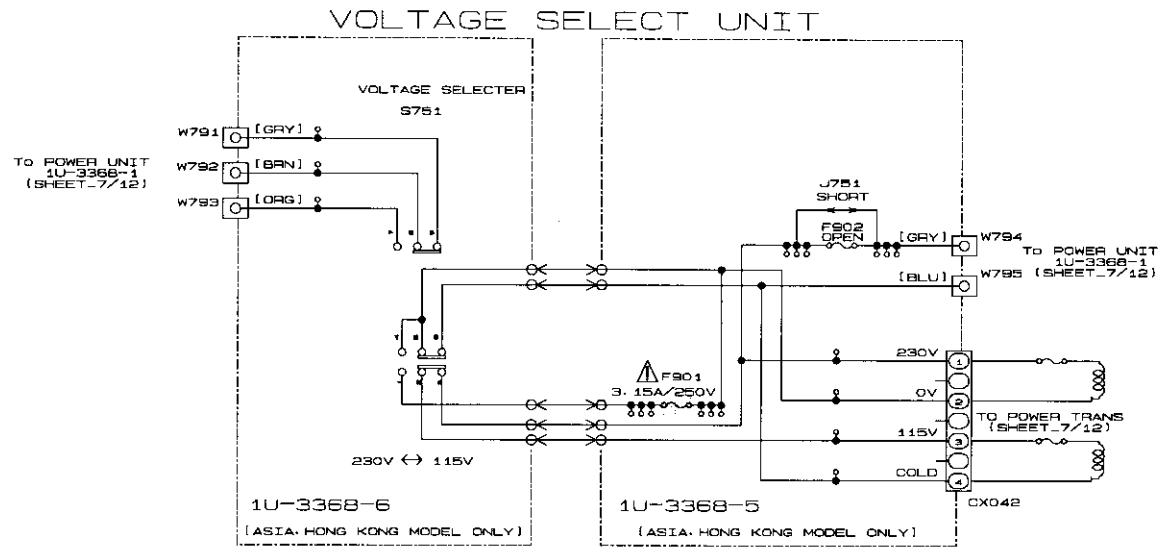 VOLTAGE SELECT UNIT
VOLTAGE SELECTER
S751
W791 [GRY]
W792 [BRN]
W793 [ORG]
TO POWER UNIT
1U-3368-1
(SHEET_7/12)
J751
SHORT
F902
OPEN
[GRY] W794
[BLU] W795
TO POWER UNIT
1U-3368-1
(SHEET_7/12)
F901
3.15A/250V
230V 1
0V 2
115V 3
COLD 4
TO POWER TRANS
(SHEET_7/12)
CX042
230V ↔ 115V
1U-3368-6
[ASIA, HONG KONG MODEL ONLY]
1U-3368-5
[ASIA, HONG KONG MODEL ONLY]